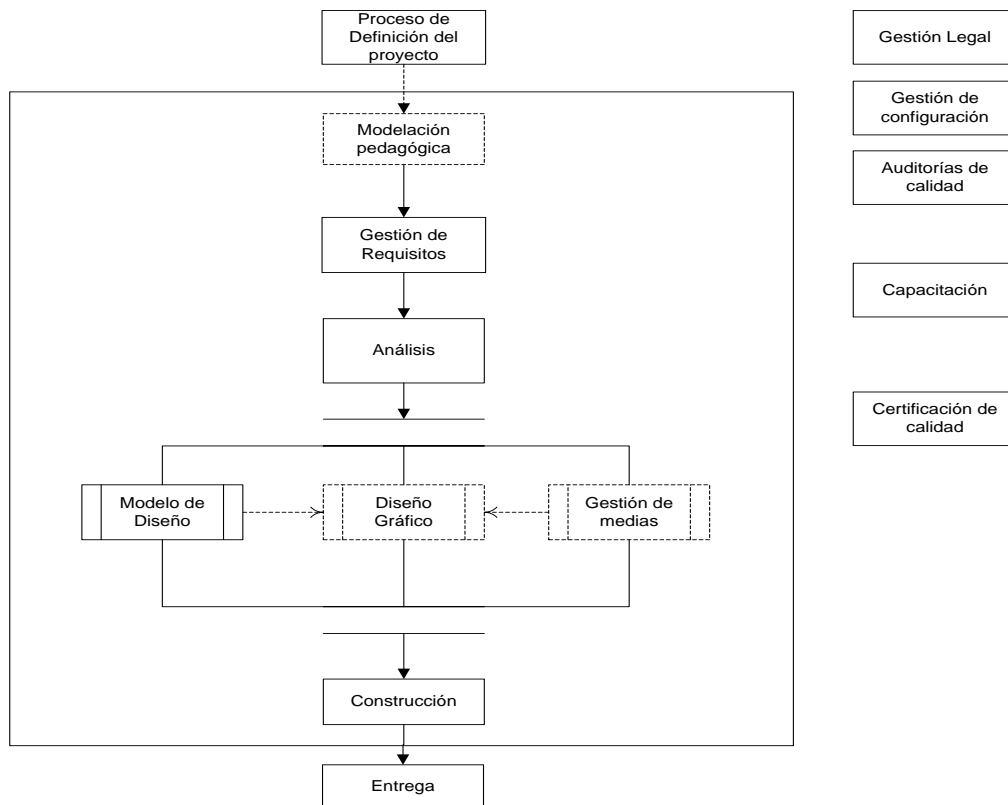 Proceso de
Definición del
proyecto
Modelación
pedagógica
Gestión de
Requisitos
Análisis
Modelo de
Diseño
Diseño
Gráfico
Gestión de
medias
Construcción
Entrega
Gestión Legal
Gestión de
configuración
Auditorías de
calidad
Capacitación
Certificación de
calidad